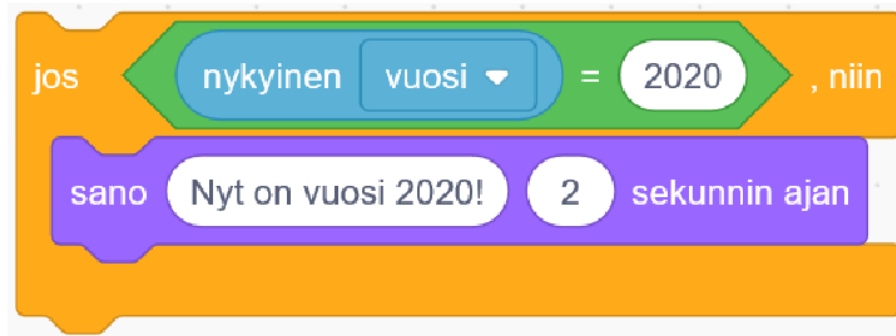 jos nykyinen vuosi = 2020 , niin
sano Nyt on vuosi 2020! 2 sekunnin ajan